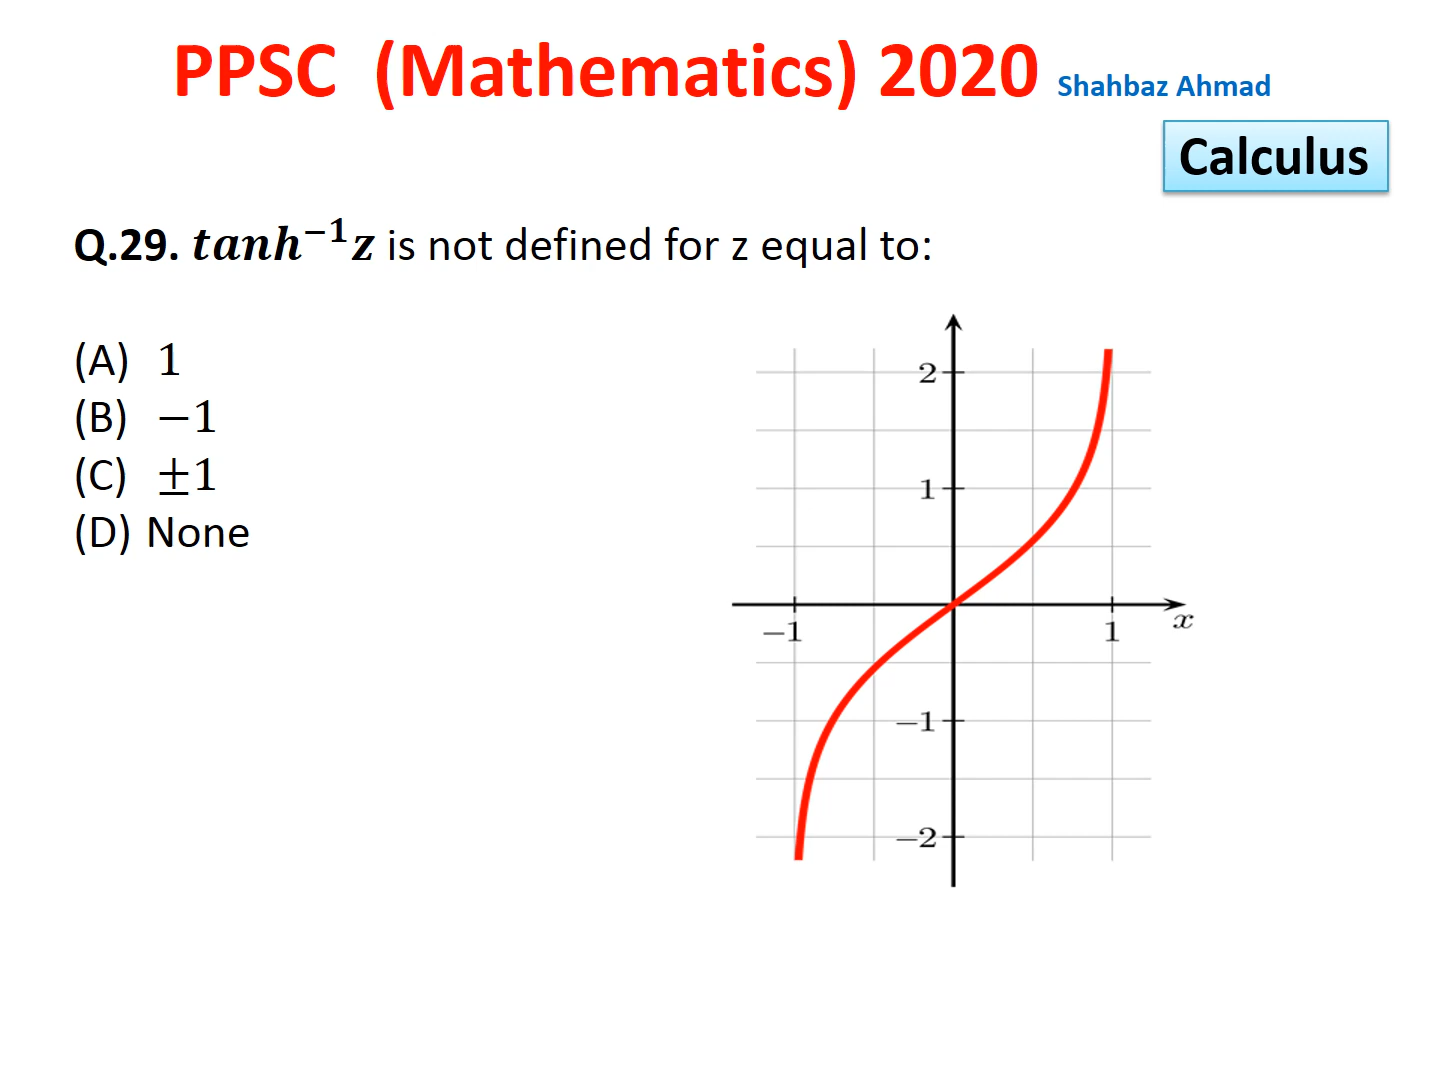 PPSC (Mathematics) 2020 Shahbaz Ahmad
Calculus
Q.29. tanh⁻¹z is not defined for z equal to:
(A) 1
(B) −1
(C) ±1
(D) None
2
1
−1
1
x
−1
−2